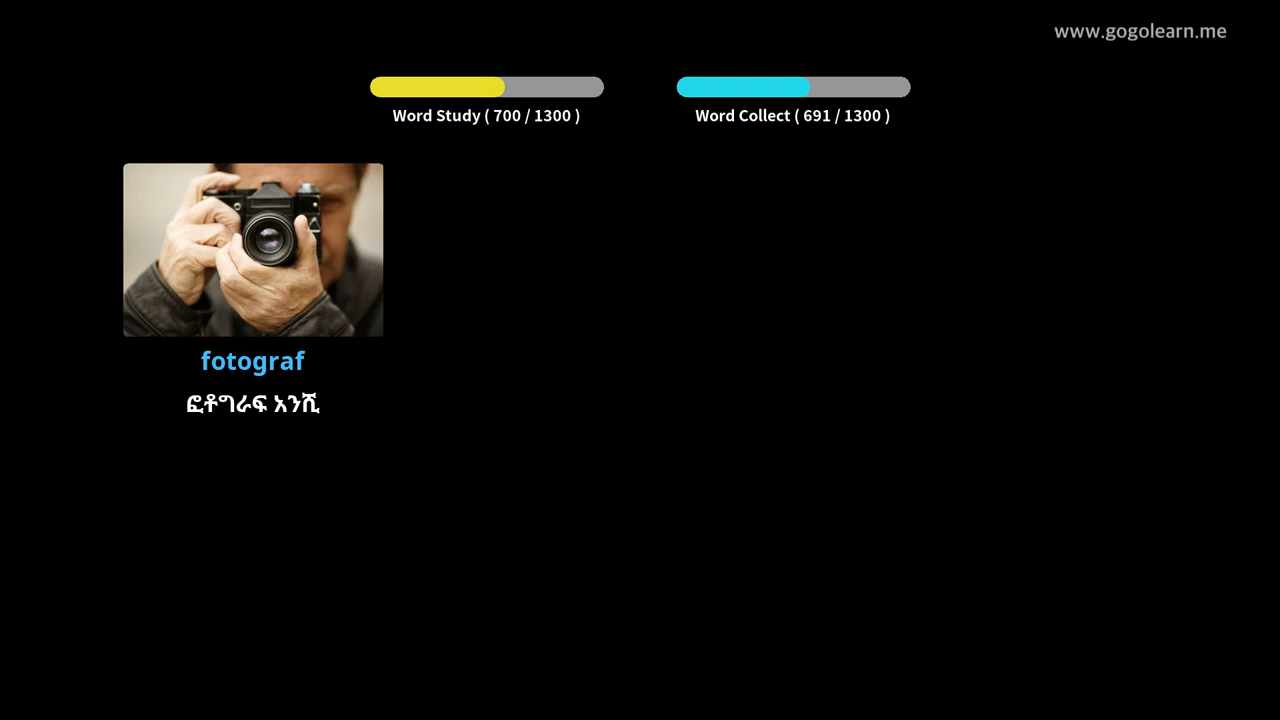 www.gogolearn.me
Word Study ( 700 / 1300 )
Word Collect ( 691 / 1300 )
fotograf
ፎቶግራፍ አንሺ